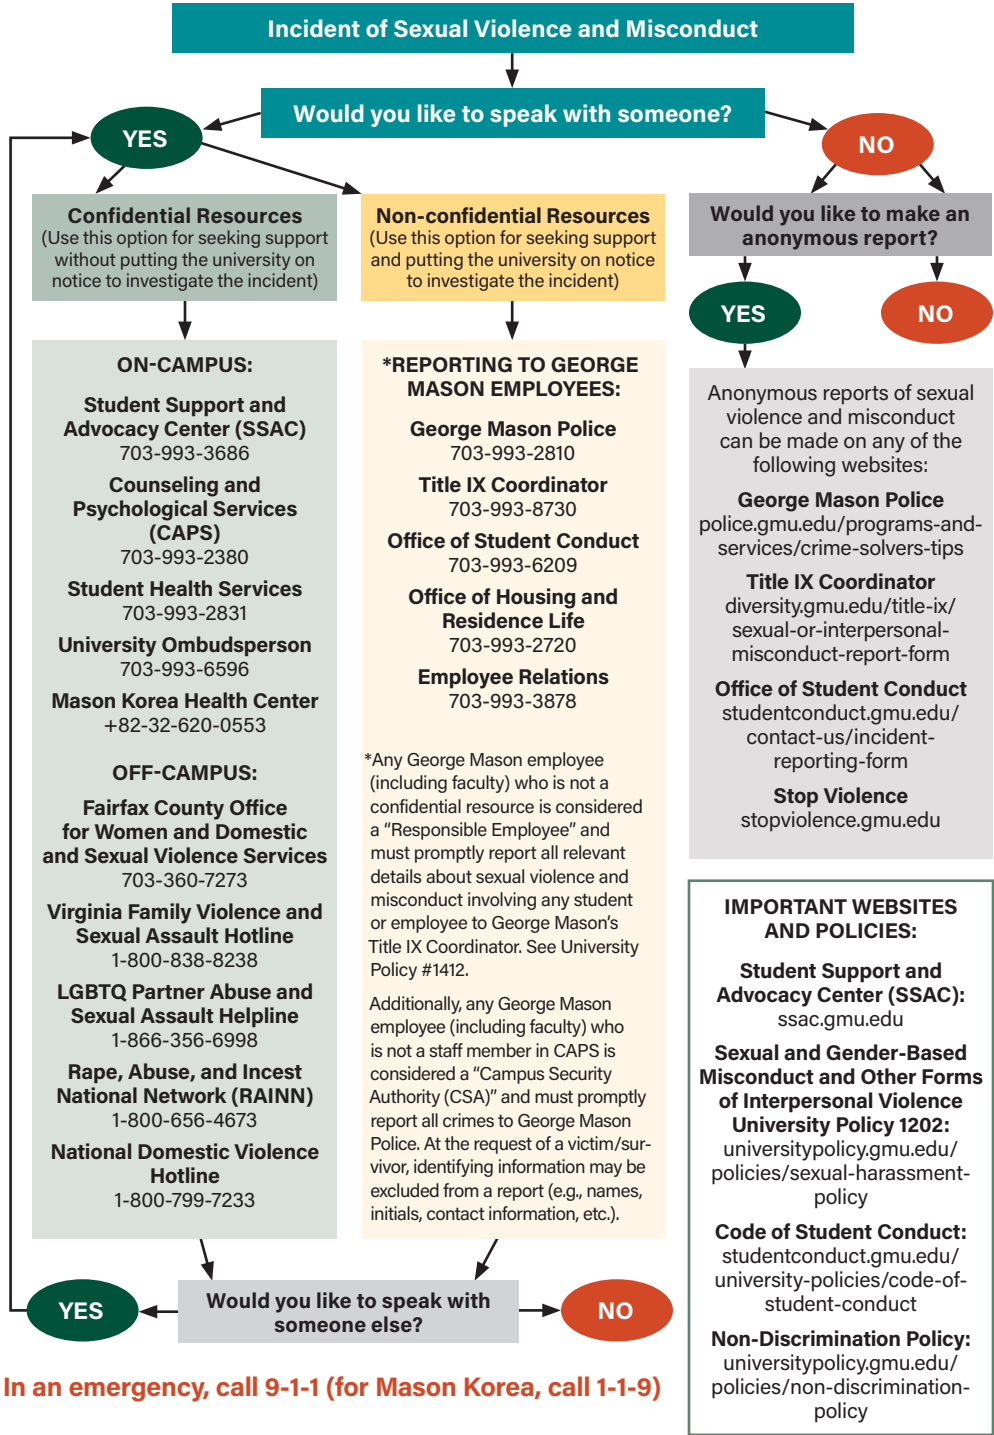 Incident of Sexual Violence and Misconduct
Would you like to speak with someone?
YES
NO
Confidential Resources
(Use this option for seeking support
without putting the university on
notice to investigate the incident)
Non-confidential Resources
(Use this option for seeking support
and putting the university on notice
to investigate the incident)
Would you like to make an
anonymous report?
YES
NO
ON-CAMPUS:
Student Support and
Advocacy Center (SSAC)
703-993-3686
Counseling and
Psychological Services
(CAPS)
703-993-2380
Student Health Services
703-993-2831
University Ombudsperson
703-993-6596
Mason Korea Health Center
+82-32-620-0553
OFF-CAMPUS:
Fairfax County Office
for Women and Domestic
and Sexual Violence Services
703-360-7273
Virginia Family Violence and
Sexual Assault Hotline
1-800-838-8238
LGBTQ Partner Abuse and
Sexual Assault Helpline
1-866-356-6998
Rape, Abuse, and Incest
National Network (RAINN)
1-800-656-4673
National Domestic Violence
Hotline
1-800-799-7233
*REPORTING TO GEORGE
MASON EMPLOYEES:
George Mason Police
703-993-2810
Title IX Coordinator
703-993-8730
Office of Student Conduct
703-993-6209
Office of Housing and
Residence Life
703-993-2720
Employee Relations
703-993-3878
*Any George Mason employee
(including faculty) who is not a
confidential resource is considered
a “Responsible Employee” and
must promptly report all relevant
details about sexual violence and
misconduct involving any student
or employee to George Mason’s
Title IX Coordinator. See University
Policy #1412.
Additionally, any George Mason
employee (including faculty) who
is not a staff member in CAPS is
considered a “Campus Security
Authority (CSA)” and must promptly
report all crimes to George Mason
Police. At the request of a victim/sur-
vivor, identifying information may be
excluded from a report (e.g., names,
initials, contact information, etc.).
Anonymous reports of sexual
violence and misconduct
can be made on any of the
following websites:
George Mason Police
police.gmu.edu/programs-and-
services/crime-solvers-tips
Title IX Coordinator
diversity.gmu.edu/title-ix/
sexual-or-interpersonal-
misconduct-report-form
Office of Student Conduct
studentconduct.gmu.edu/
contact-us/incident-
reporting-form
Stop Violence
stopviolence.gmu.edu
IMPORTANT WEBSITES
AND POLICIES:
Student Support and
Advocacy Center (SSAC):
ssac.gmu.edu
Sexual and Gender-Based
Misconduct and Other Forms
of Interpersonal Violence
University Policy 1202:
universitypolicy.gmu.edu/
policies/sexual-harassment-
policy
Code of Student Conduct:
studentconduct.gmu.edu/
university-policies/code-of-
student-conduct
Non-Discrimination Policy:
universitypolicy.gmu.edu/
policies/non-discrimination-
policy
YES
Would you like to speak with
someone else?
NO
In an emergency, call 9-1-1 (for Mason Korea, call 1-1-9)